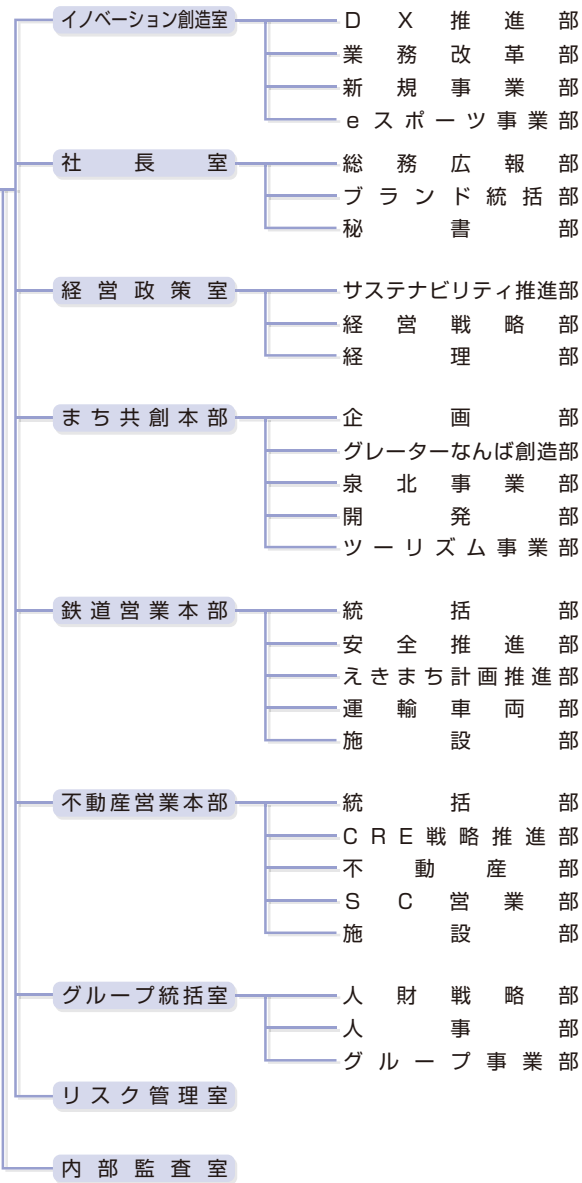 イノベーション創造室
DX推進部
業務改革部
新規事業部
eスポーツ事業部
社長室
総務広報部
ブランド統括部
秘書部
経営政策室
サステナビリティ推進部
経営戦略部
経理部
まち共創本部
企画部
グレーターなんば創造部
泉北事業部
開発部
ツーリズム事業部
鉄道営業本部
統括部
安全推進部
えきまち計画推進部
運輸車両部
施設部
不動産営業本部
統括部
CRE戦略推進部
不動産部
SC営業部
施設部
グループ統括室
人財戦略部
人事部
グループ事業部
リスク管理室
内部監査室